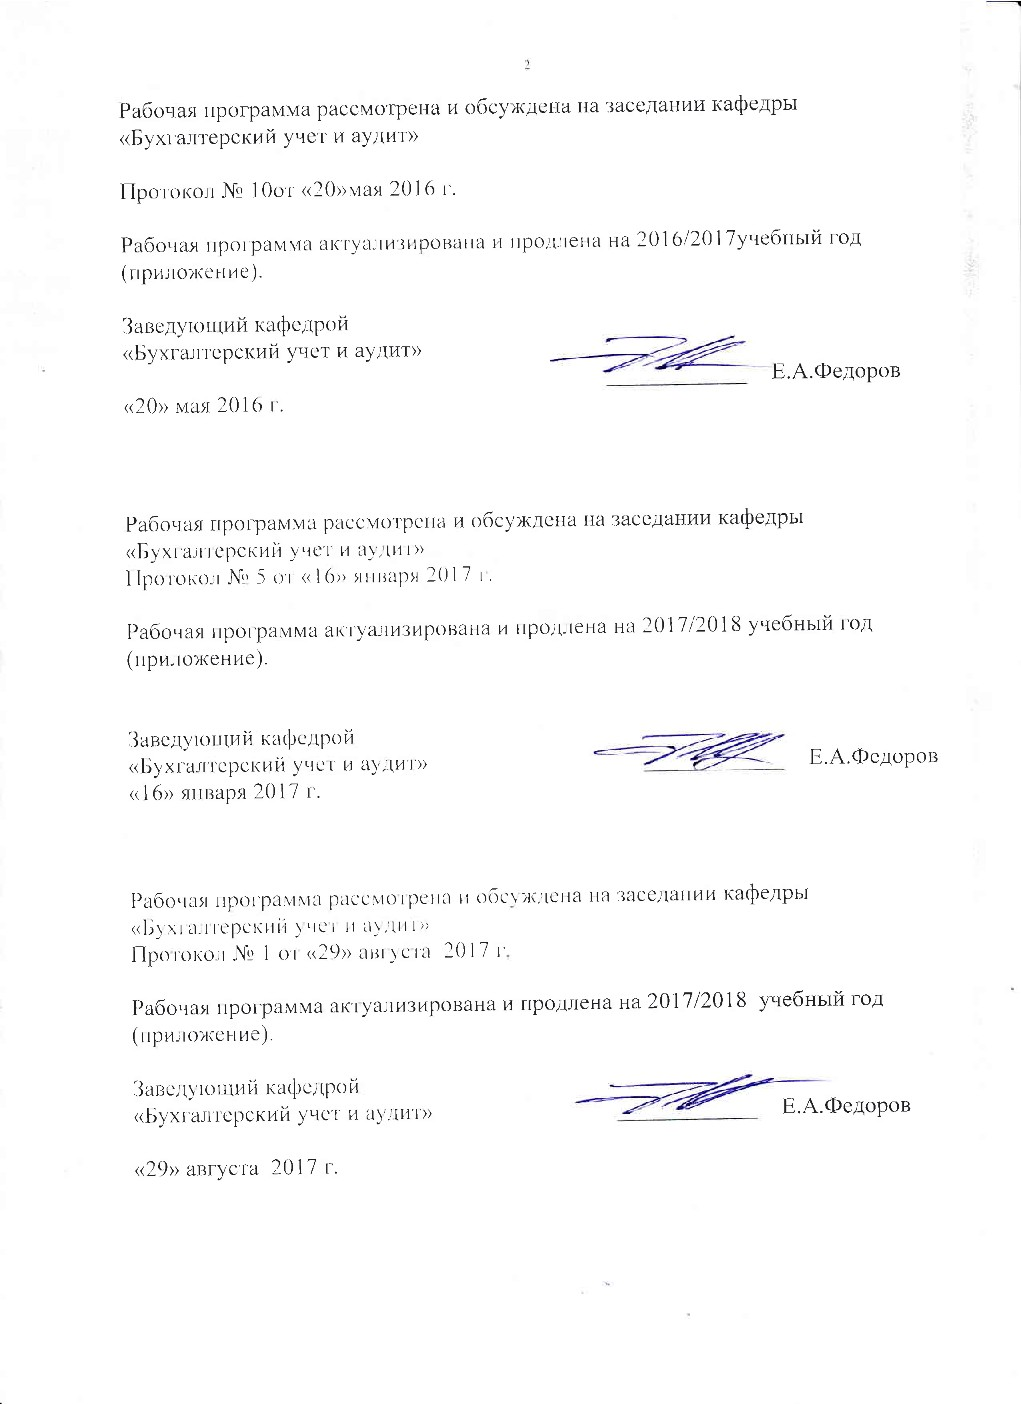 2
Рабочая программа рассмотрена и обсуждена на заседании кафедры
«Бухгалтерский учет и аудит»
Протокол № 10от «20»мая 2016 г.
Рабочая программа актуализирована и продлена на 2016/2017учебный год
(приложение).
Заведующий кафедрой
«Бухгалтерский учет и аудит»
Е.А.Федоров
«20» мая 2016 г.
Рабочая программа рассмотрена и обсуждена на заседании кафедры
«Бухгалтерский учет и аудит»
Протокол № 5 от «16» января 2017 г.
Рабочая программа актуализирована и продлена на 2017/2018 учебный год
(приложение).
Заведующий кафедрой
«Бухгалтерский учет и аудит» Е.А.Федоров
«16» января 2017 г.
Рабочая программа рассмотрена и обсуждена на заседании кафедры
«Бухгалтерский учет и аудит»
Протокол № 1 от «29» августа 2017 г.
Рабочая программа актуализирована и продлена на 2017/2018 учебный год
(приложение).
Заведующий кафедрой
«Бухгалтерский учет и аудит» Е.А.Федоров
«29» августа 2017 г.